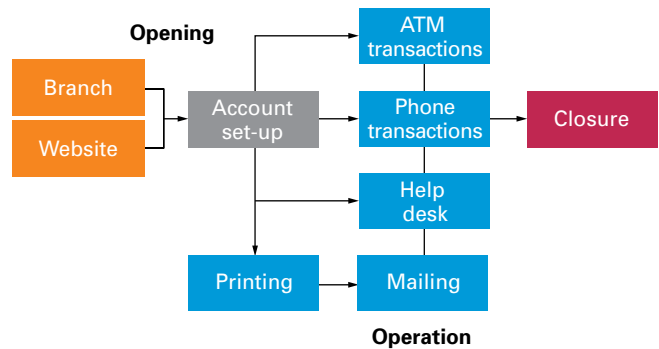 Opening
Branch
Website
Account
set-up
ATM
transactions
Phone
transactions
Help
desk
Printing
Mailing
Closure
Operation